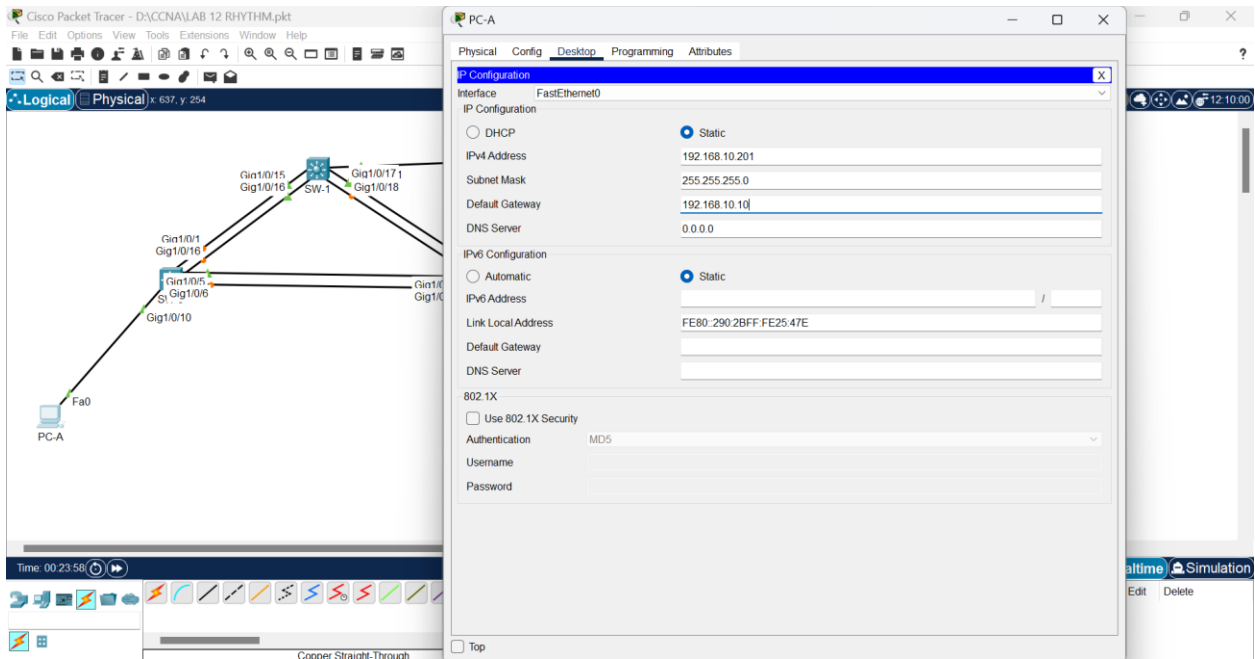 Cisco Packet Tracer - D:\CCNA\LAB 12 RHYTHM.pkt
File Edit Options View Tools Extensions Window Help
?
Logical Physical x: 637, y: 254
12:10:00
Gig1/0/15
Gig1/0/16
SW-1
Gig1/0/17
Gig1/0/18
Gig1/0/1
Gig1/0/16
Gig1/0/5
Gig1/0/6
Gig1/0/10
Fa0
PC-A
PC-A
Physical Config Desktop Programming Attributes
IP Configuration X
Interface FastEthernet0
IP Configuration
DHCP Static
IPv4 Address 192.168.10.201
Subnet Mask 255.255.255.0
Default Gateway 192.168.10.10
DNS Server 0.0.0.0
IPv6 Configuration
Automatic Static
IPv6 Address /
Link Local Address FE80::290:2BFF:FE25:47E
Default Gateway
DNS Server
802.1X
Use 802.1X Security
Authentication MD5
Username
Password
Top
Time: 00:23:58
altime Simulation
Edit Delete
Copper Straight-Through